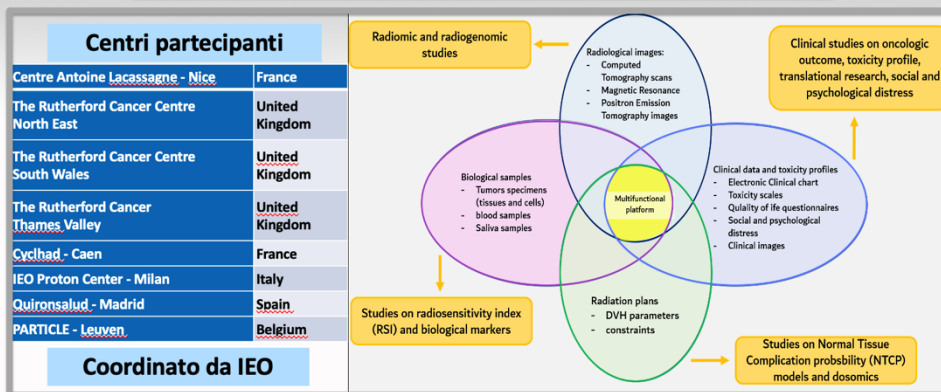 Centri partecipanti
Centre Antoine Lacassagne - Nice
France
The Rutherford Cancer Centre
North East
United
Kingdom
The Rutherford Cancer Centre
South Wales
United
Kingdom
The Rutherford Cancer
Thames Valley
United
Kingdom
Cyclhad - Caen
France
IEO Proton Center - Milan
Italy
Quironsalud - Madrid
Spain
PARTICLE - Leuven
Belgium
Coordinato da IEO
Radiomic and radiogenomic
studies
Radiological images:
- Computed
Tomography scans
- Magnetic Resonance
- Positron Emission
Tomography images
Clinical studies on oncologic
outcome, toxicity profile,
translational research, social and
psychological distress
Biological samples
- Tumors specimens
(tissues and cells)
- blood samples
- Saliva samples
Multifunctional
platform
Clinical data and toxicity profiles
- Electronic Clinical chart
- Toxicity scales
- Quality of ife questionnaires
- Social and psychological
distress
- Clinical images
Radiation plans
- DVH parameters
- constraints
Studies on radiosensitivity index
(RSI) and biological markers
Studies on Normal Tissue
Complication probsbility (NTCP)
models and dosomics